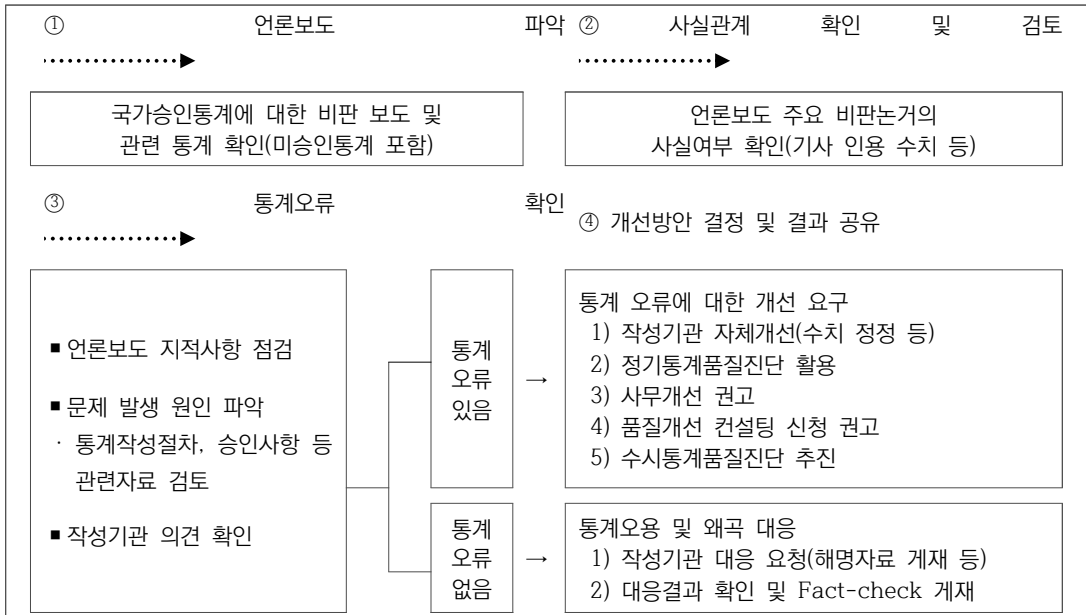 ① 언론보도 파악
② 사실관계 확인 및 검토
국가승인통계에 대한 비판 보도 및
관련 통계 확인(미승인통계 포함)
언론보도 주요 비판논거의
사실여부 확인(기사 인용 수치 등)
③ 통계오류 확인
④ 개선방안 결정 및 결과 공유
▪언론보도 지적사항 점검
▪문제 발생 원인 파악
· 통계작성절차, 승인사항 등
관련자료 검토
▪작성기관 의견 확인
통계
오류
있음
→
통계 오류에 대한 개선 요구
1) 작성기관 자체개선(수치 정정 등)
2) 정기통계품질진단 활용
3) 사무개선 권고
4) 품질개선 컨설팅 신청 권고
5) 수시통계품질진단 추진
통계
오류
없음
→
통계오용 및 왜곡 대응
1) 작성기관 대응 요청(해명자료 게재 등)
2) 대응결과 확인 및 Fact-check 게재